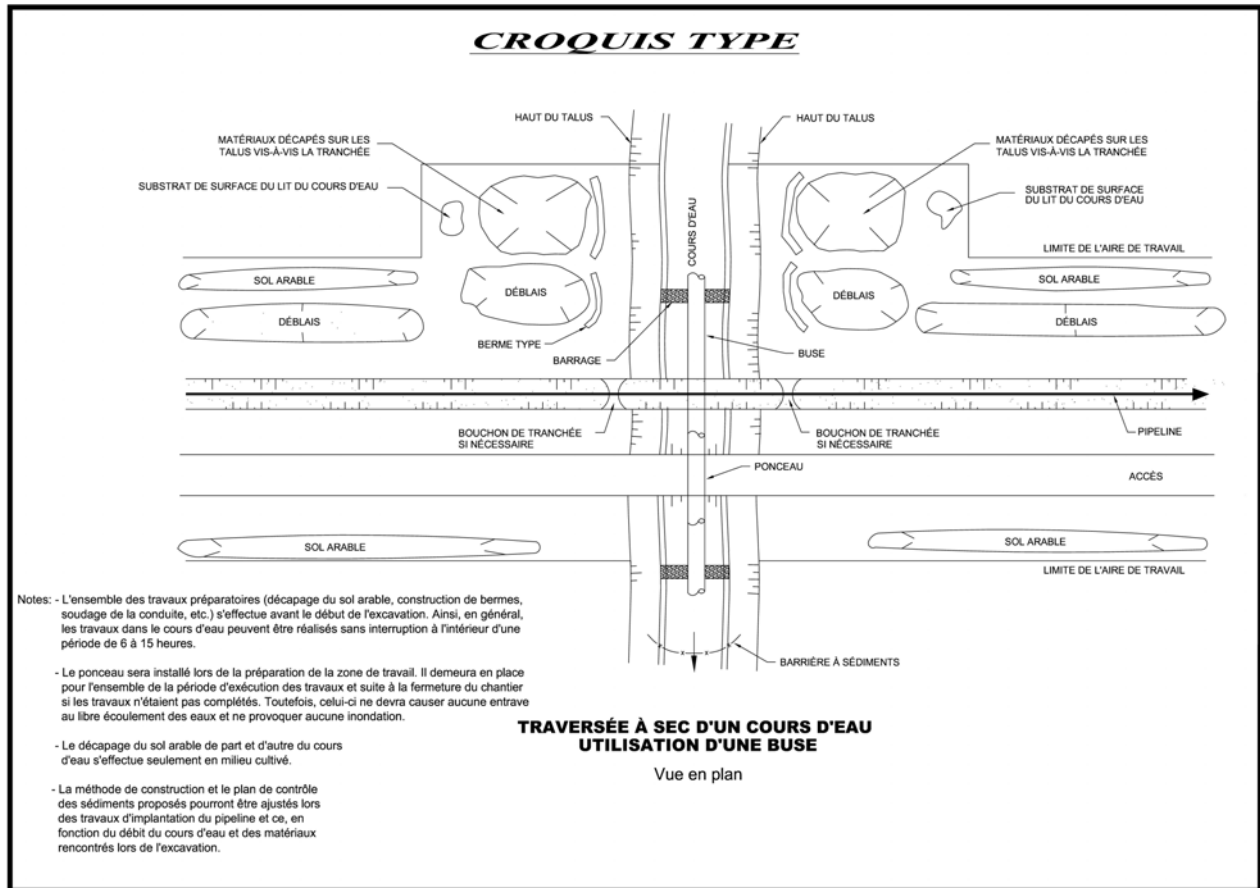 CROQUIS TYPE
HAUT DU TALUS
HAUT DU TALUS
MATÉRIAUX DÉCAPÉS SUR LES
TALUS VIS-À-VIS LA TRANCHÉE
MATÉRIAUX DÉCAPÉS SUR LES
TALUS VIS-À-VIS LA TRANCHÉE
SUBSTRAT DE SURFACE DU LIT DU COURS D'EAU
SUBSTRAT DE SURFACE
DU LIT DU COURS D'EAU
COURS D'EAU
LIMITE DE L'AIRE DE TRAVAIL
SOL ARABLE
SOL ARABLE
DÉBLAIS
DÉBLAIS
DÉBLAIS
DÉBLAIS
BERME TYPE
BARRAGE
BUSE
BOUCHON DE TRANCHÉE
SI NÉCESSAIRE
BOUCHON DE TRANCHÉE
SI NÉCESSAIRE
PIPELINE
PONCEAU
ACCÈS
SOL ARABLE
SOL ARABLE
LIMITE DE L'AIRE DE TRAVAIL
BARRIÈRE À SÉDIMENTS
Notes: - L'ensemble des travaux préparatoires (décapage du sol arable, construction de bermes,
soudage de la conduite, etc.) s'effectue avant le début de l'excavation. Ainsi, en général,
les travaux dans le cours d'eau peuvent être réalisés sans interruption à l'intérieur d'une
période de 6 à 15 heures.
- Le ponceau sera installé lors de la préparation de la zone de travail. Il demeura en place
pour l'ensemble de la période d'exécution des travaux et suite à la fermeture du chantier
si les travaux n'étaient pas complétés. Toutefois, celui-ci ne devra causer aucune entrave
au libre écoulement des eaux et ne provoquer aucune inondation.
- Le décapage du sol arable de part et d'autre du cours
d'eau s'effectue seulement en milieu cultivé.
- La méthode de construction et le plan de contrôle
des sédiments proposés pourront être ajustés lors
des travaux d'implantation du pipeline et ce, en
fonction du débit du cours d'eau et des matériaux
rencontrés lors de l'excavation.
TRAVERSÉE À SEC D'UN COURS D'EAU
UTILISATION D'UNE BUSE
Vue en plan